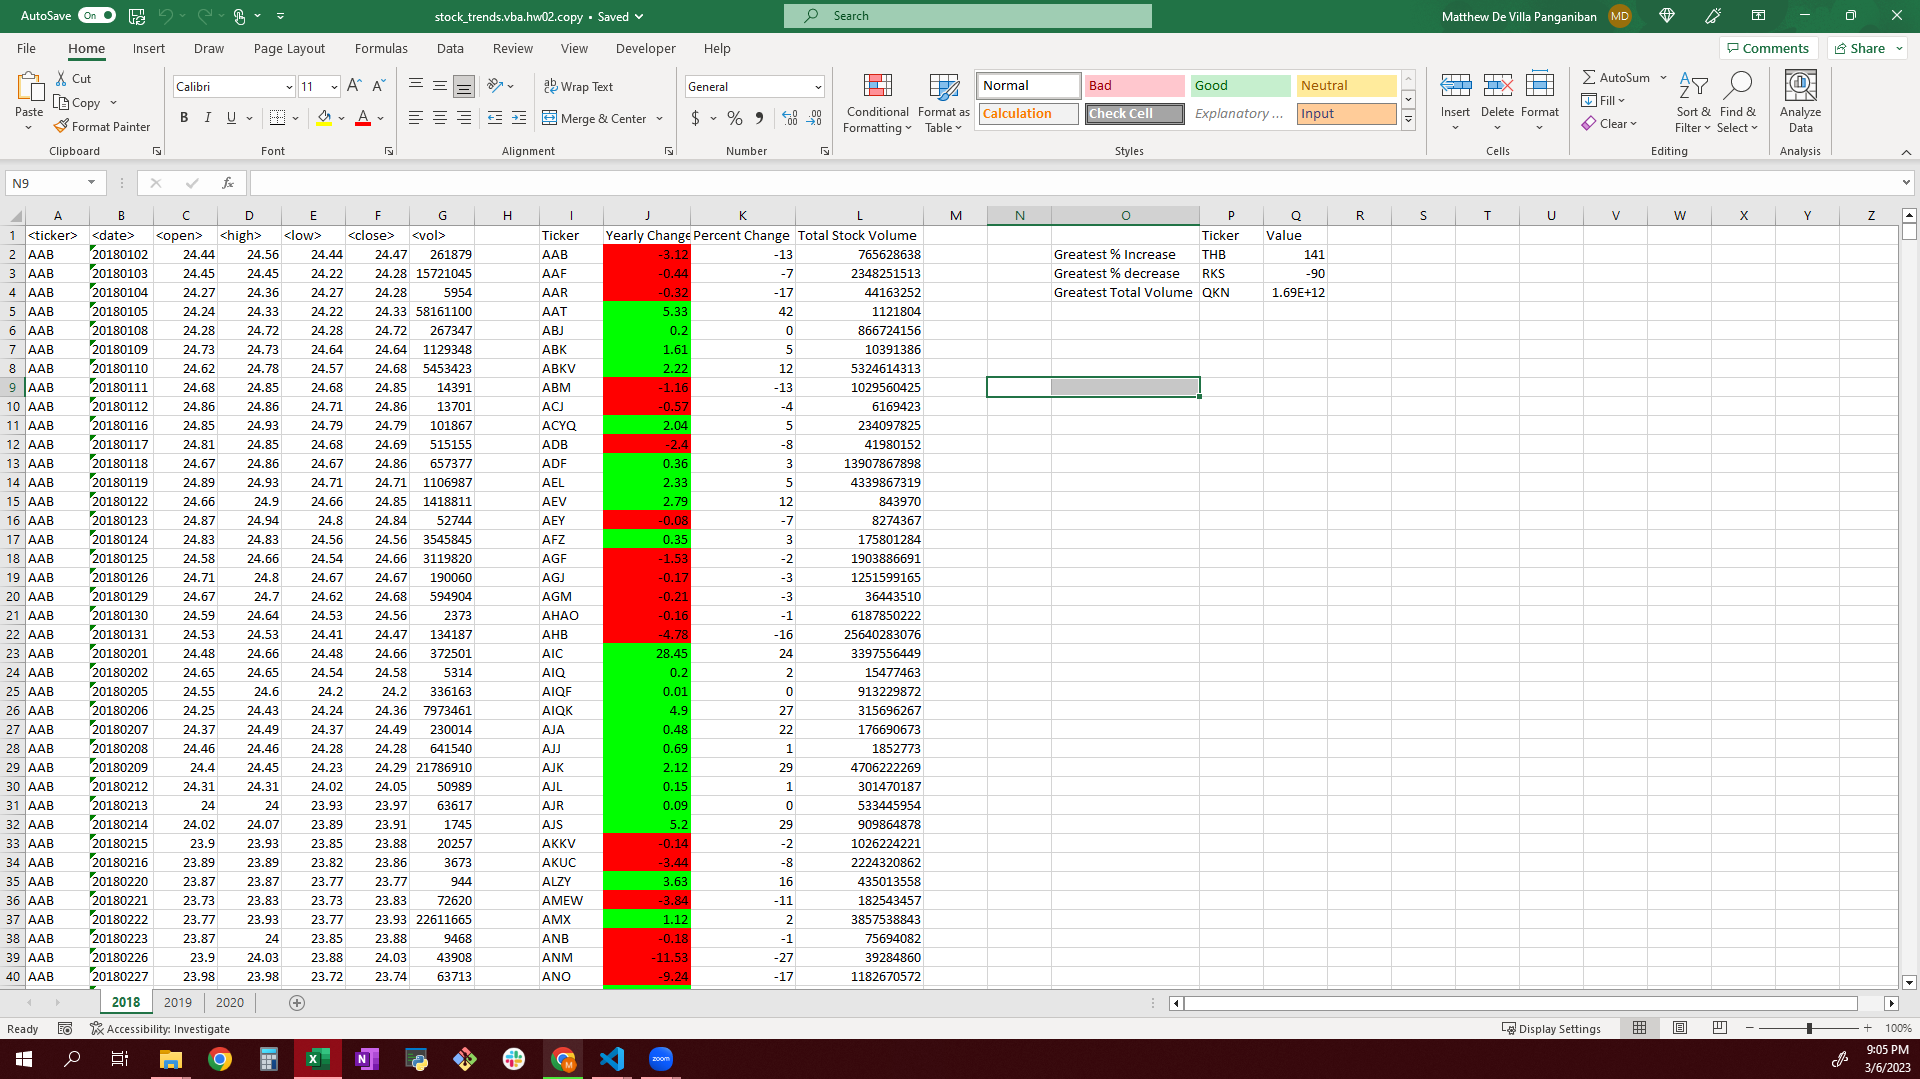 AutoSave On stock_trends.vba.hw02.copy • Saved Search Matthew De Villa Panganiban MD
File Home Insert Draw Page Layout Formulas Data Review View Developer Help Comments Share
Cut Calibri 11 Wrap Text General Normal Bad Good Neutral AutoSum
Copy Fill
Paste Format Painter Merge & Center Conditional Formatting Format as Table Calculation Check Cell Explanatory ... Input Insert Delete Format Clear Sort & Filter Find & Select Analyze Data
Clipboard Font Alignment Number Styles Cells Editing Analysis
N9 fx
A B C D E F G H I J K L M N O P Q R S T U V W X Y Z
1 <ticker> <date> <open> <high> <low> <close> <vol> Ticker Yearly Change Percent Change Total Stock Volume Ticker Value
2 AAB 20180102 24.44 24.56 24.44 24.47 261879 AAB -3.12 -13 765628638 Greatest % Increase THB 141
3 AAB 20180103 24.45 24.45 24.22 24.28 15721045 AAF -0.44 -7 2348251513 Greatest % decrease RKS -90
4 AAB 20180104 24.27 24.36 24.27 24.28 5954 AAR -0.32 -17 44163252 Greatest Total Volume QKN 1.69E+12
5 AAB 20180105 24.24 24.33 24.22 24.33 58161100 AAT 5.33 42 1121804
6 AAB 20180108 24.28 24.72 24.28 24.72 267347 ABJ 0.2 0 866724156
7 AAB 20180109 24.73 24.73 24.64 24.64 1129348 ABK 1.61 5 10391386
8 AAB 20180110 24.62 24.78 24.57 24.68 5453423 ABKV 2.22 12 5324614313
9 AAB 20180111 24.68 24.85 24.68 24.85 14391 ABM -1.16 -13 1029560425
10 AAB 20180112 24.86 24.86 24.71 24.86 13701 ACJ -0.57 -4 6169423
11 AAB 20180116 24.85 24.93 24.79 24.79 101867 ACYQ 2.04 5 234097825
12 AAB 20180117 24.81 24.85 24.68 24.69 515155 ADB -2.4 -8 41980152
13 AAB 20180118 24.67 24.86 24.67 24.86 657377 ADF 0.36 3 13907867898
14 AAB 20180119 24.89 24.93 24.71 24.71 1106987 AEL 2.33 5 4339867319
15 AAB 20180122 24.66 24.9 24.66 24.85 1418811 AEV 2.79 12 843970
16 AAB 20180123 24.87 24.94 24.8 24.84 52744 AEY -0.08 -7 8274367
17 AAB 20180124 24.83 24.83 24.56 24.56 3545845 AFZ 0.35 3 175801284
18 AAB 20180125 24.58 24.66 24.54 24.66 3119820 AGF -1.53 -2 1903886691
19 AAB 20180126 24.71 24.8 24.67 24.67 190060 AGJ -0.17 -3 1251599165
20 AAB 20180129 24.67 24.7 24.62 24.68 594904 AGM -0.21 -3 36443510
21 AAB 20180130 24.59 24.64 24.53 24.56 2373 AHAO -0.16 -1 6187850222
22 AAB 20180131 24.53 24.53 24.41 24.47 134187 AHB -4.78 -16 25640283076
23 AAB 20180201 24.48 24.66 24.48 24.66 372501 AIC 28.45 24 3397556449
24 AAB 20180202 24.65 24.65 24.54 24.58 5314 AIQ 0.2 2 15477463
25 AAB 20180205 24.55 24.6 24.2 24.2 336163 AIQF 0.01 0 913229872
26 AAB 20180206 24.25 24.43 24.24 24.36 7973461 AIQK 4.9 27 315696267
27 AAB 20180207 24.37 24.49 24.37 24.49 230014 AJA 0.48 22 176690673
28 AAB 20180208 24.46 24.46 24.28 24.28 641540 AJJ 0.69 1 1852773
29 AAB 20180209 24.4 24.45 24.23 24.29 21786910 AJK 2.12 29 4706222269
30 AAB 20180212 24.31 24.31 24.02 24.05 50989 AJL 0.15 1 301470187
31 AAB 20180213 24 24 23.93 23.97 63617 AJR 0.09 0 533445954
32 AAB 20180214 24.02 24.07 23.89 23.91 1745 AJS 5.2 29 909864878
33 AAB 20180215 23.9 23.93 23.85 23.88 20257 AKKV -0.14 -2 1026224221
34 AAB 20180216 23.89 23.89 23.82 23.86 3673 AKUC -3.44 -8 2224320862
35 AAB 20180220 23.87 23.87 23.77 23.77 944 ALZY 3.63 16 435013558
36 AAB 20180221 23.73 23.83 23.73 23.83 72620 AMEW -3.84 -11 182543457
37 AAB 20180222 23.77 23.93 23.77 23.93 22611665 AMX 1.12 2 3857538843
38 AAB 20180223 23.87 24 23.85 23.88 9468 ANB -0.18 -1 75694082
39 AAB 20180226 23.9 24.03 23.88 24.03 43908 ANM -11.53 -27 39284860
40 AAB 20180227 23.98 23.98 23.72 23.74 63713 ANO -9.24 -17 1182670572
2018 2019 2020
Ready Accessibility: Investigate Display Settings 100%
zoom 9:05 PM
3/6/2023